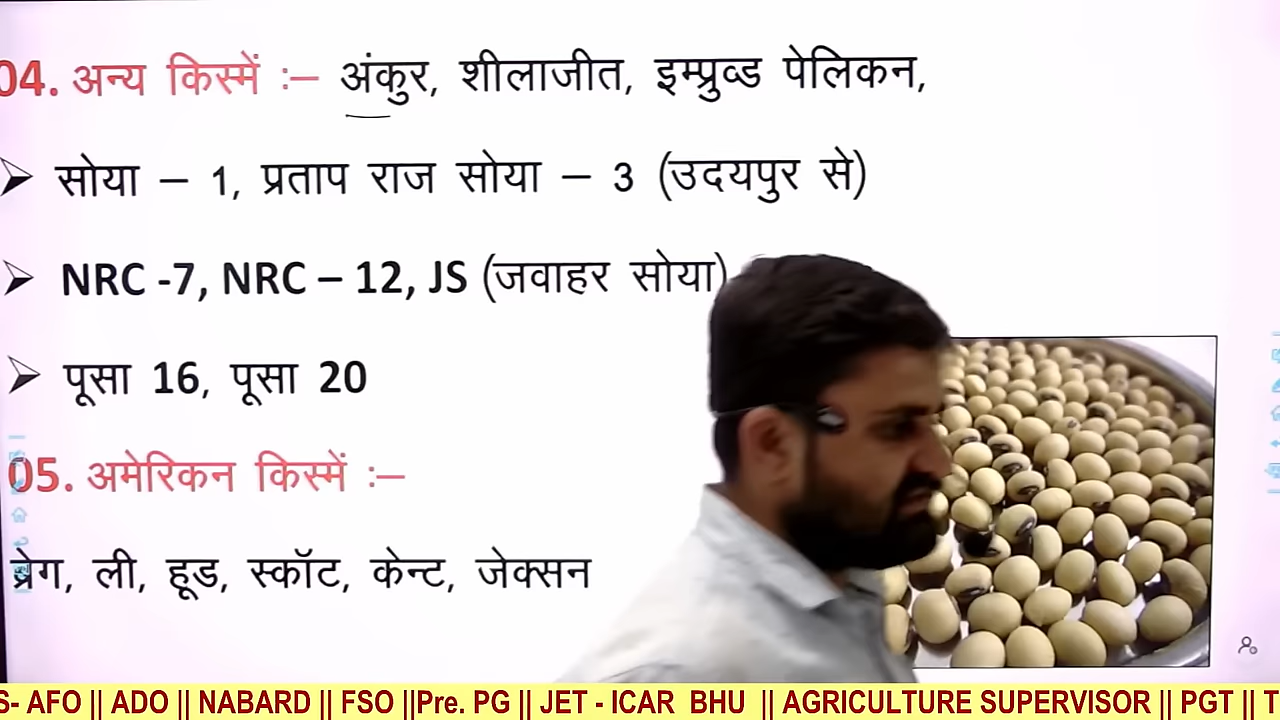 04. अन्य किस्में :– अंकुर, शीलाजीत, इम्प्रुव्ड पेलिकन,
➢ सोया – 1, प्रताप राज सोया – 3 (उदयपुर से)
➢ NRC -7, NRC – 12, JS (जवाहर सोया)
➢ पूसा 16, पूसा 20
05. अमेरिकन किस्में :–
ब्रेग, ली, हूड, स्कॉट, केन्ट, जेक्सन
S- AFO || ADO || NABARD || FSO ||Pre. PG || JET - ICAR BHU || AGRICULTURE SUPERVISOR || PGT || T